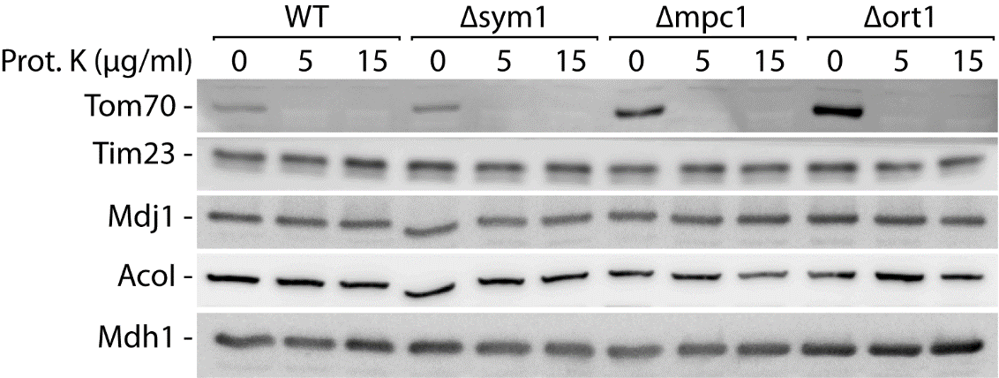 WT Δsym1 Δmpc1 Δort1
Prot. K (µg/ml) 0 5 15 0 5 15 0 5 15 0 5 15
Tom70 -
Tim23 -
Mdj1 -
AcoI -
Mdh1 -